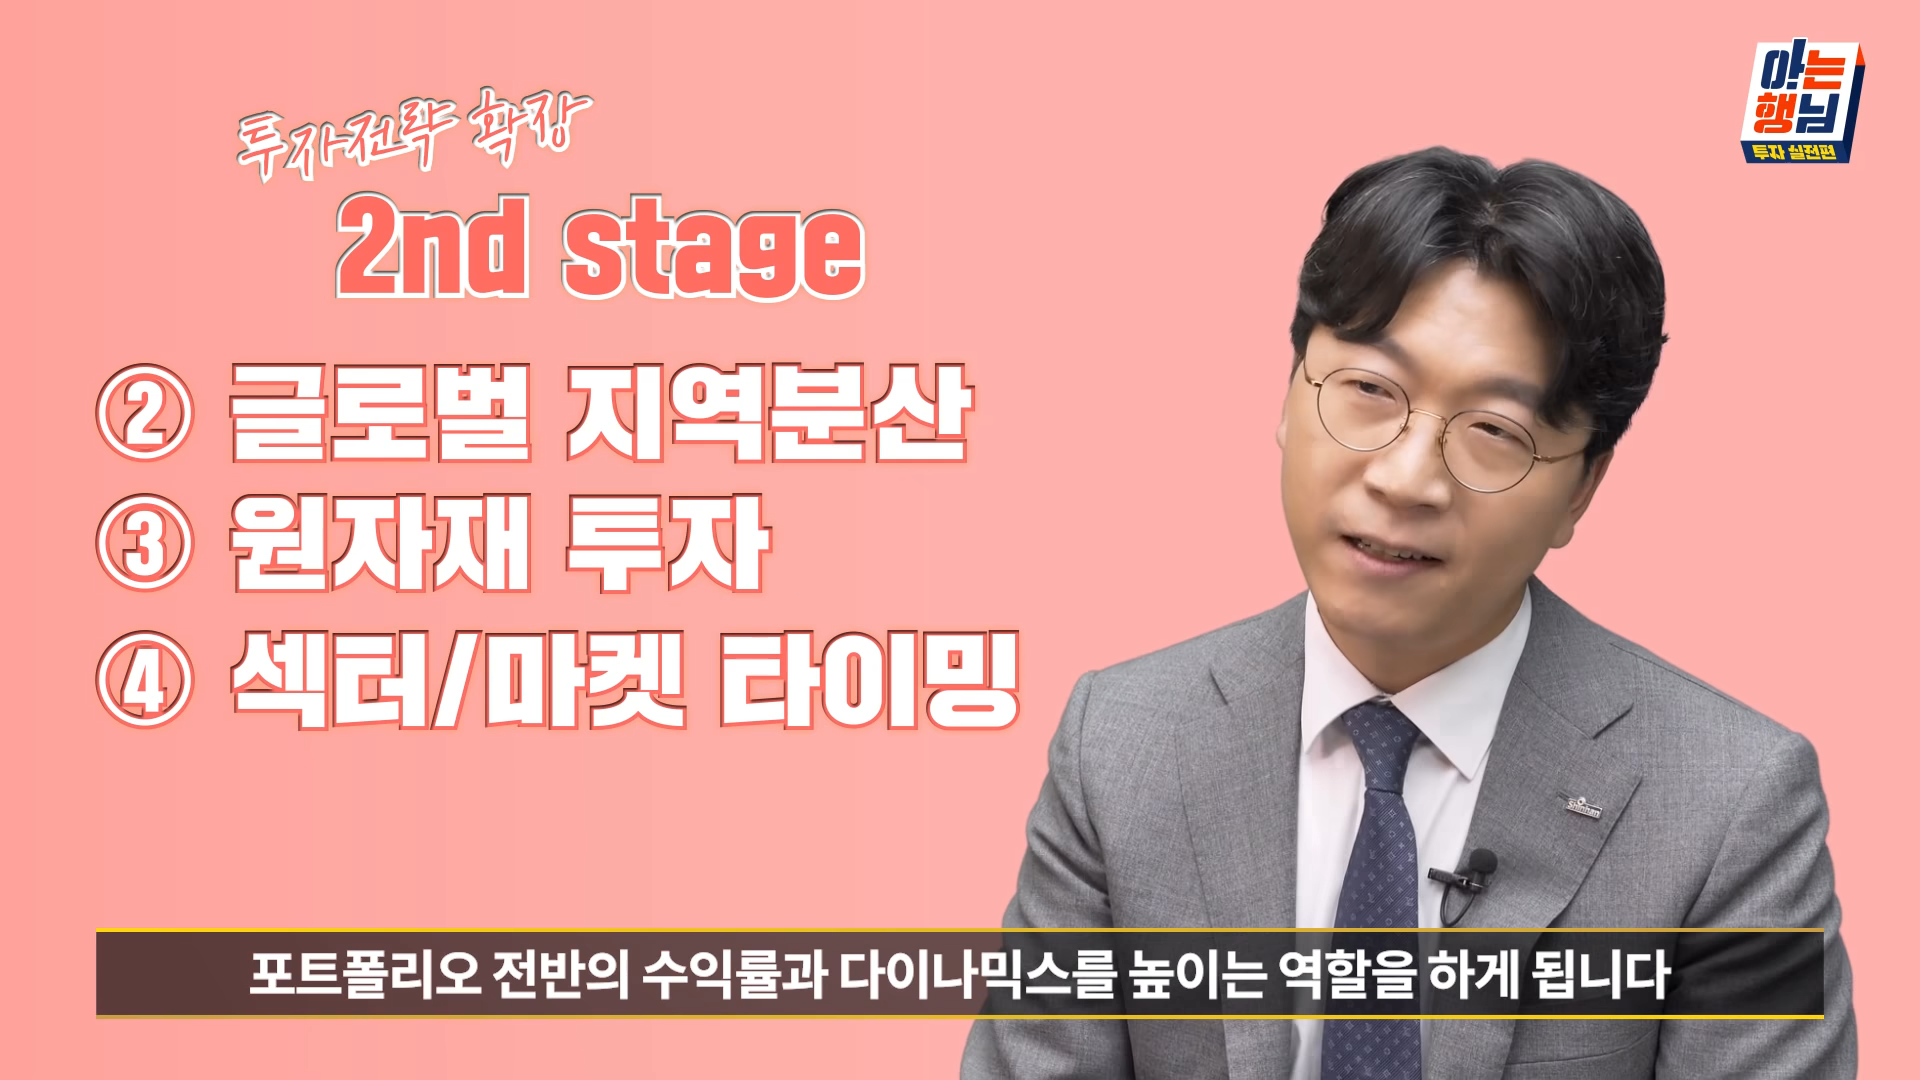 아는
행님
투자 실전편
투자전략 확장
2nd stage
② 글로벌 지역분산
③ 원자재 투자
④ 섹터/마켓 타이밍
Shinhan
포트폴리오 전반의 수익률과 다이나믹스를 높이는 역할을 하게 됩니다